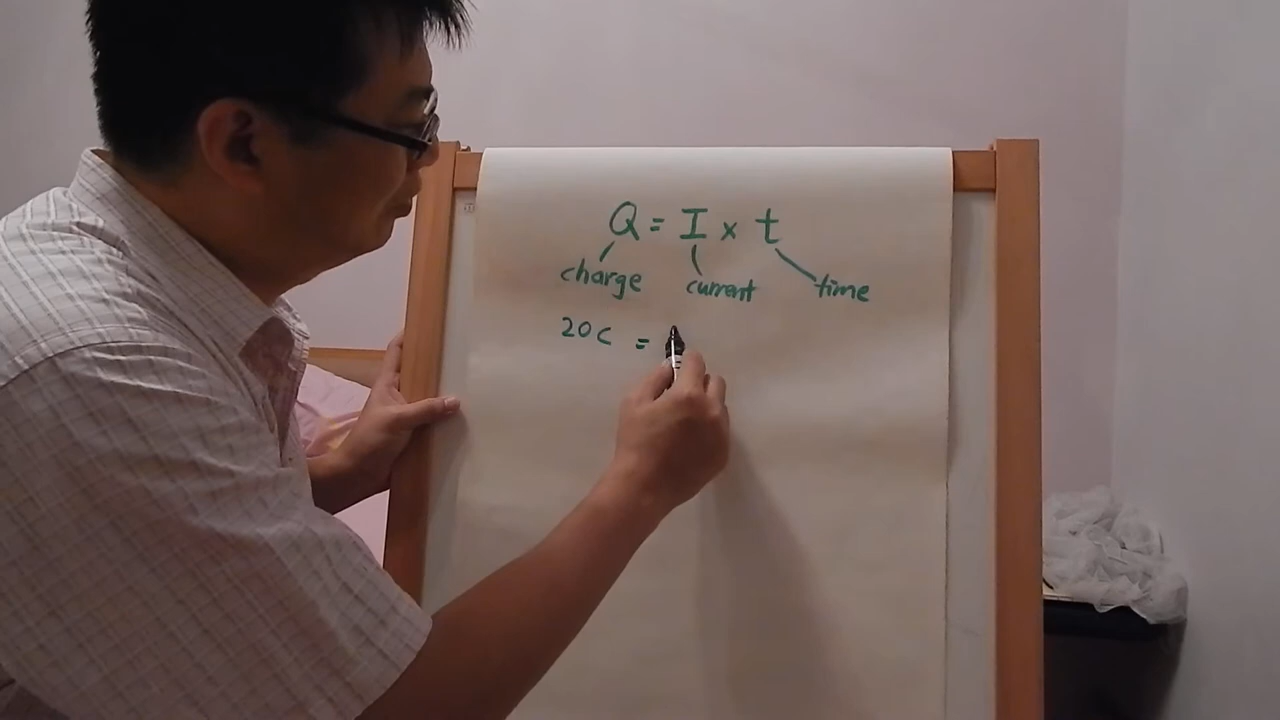 Q = I x t
charge current time
20C =